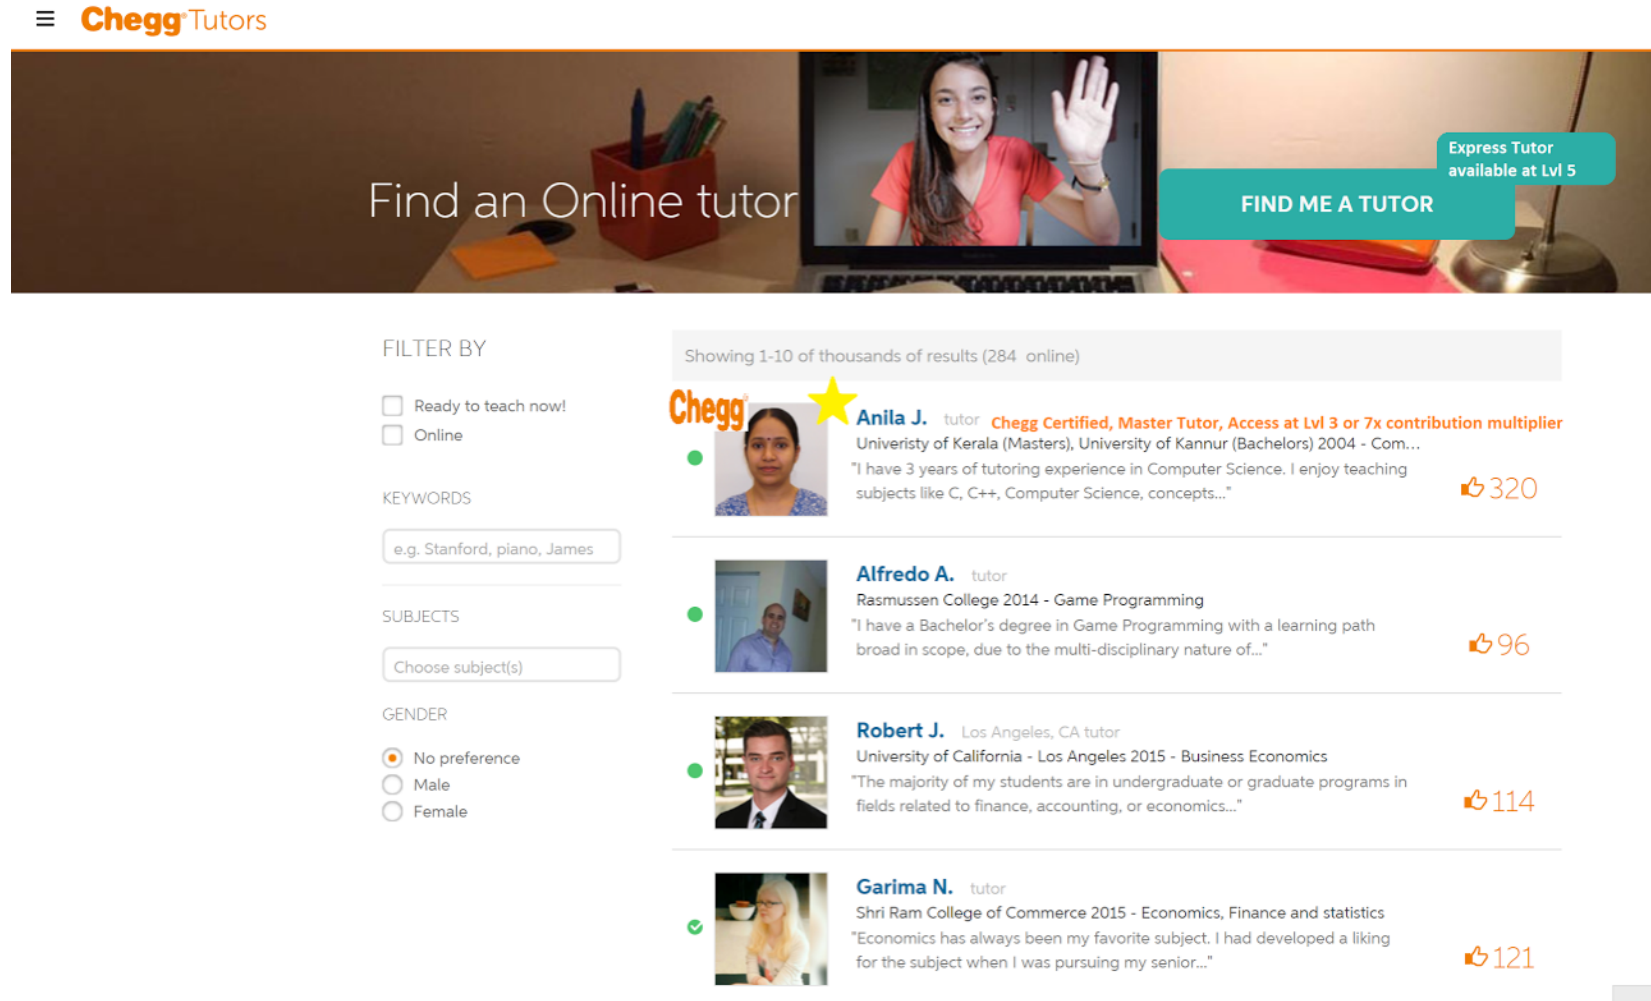 Chegg® Tutors
Find an Online tutor
FIND ME A TUTOR
Express Tutor
available at Lvl 5
FILTER BY
Ready to teach now!
Online
KEYWORDS
e.g. Stanford, piano, James
SUBJECTS
Choose subject(s)
GENDER
No preference
Male
Female
Showing 1-10 of thousands of results (284 online)
Chegg®
Anila J. tutor Chegg Certified, Master Tutor, Access at Lvl 3 or 7x contribution multiplier
Univeristy of Kerala (Masters), University of Kannur (Bachelors) 2004 - Com...
"I have 3 years of tutoring experience in Computer Science. I enjoy teaching
subjects like C, C++, Computer Science, concepts..."
320
Alfredo A. tutor
Rasmussen College 2014 - Game Programming
"I have a Bachelor's degree in Game Programming with a learning path
broad in scope, due to the multi-disciplinary nature of..."
96
Robert J. Los Angeles, CA tutor
University of California - Los Angeles 2015 - Business Economics
"The majority of my students are in undergraduate or graduate programs in
fields related to finance, accounting, or economics..."
114
Garima N. tutor
Shri Ram College of Commerce 2015 - Economics, Finance and statistics
"Economics has always been my favorite subject. I had developed a liking
for the subject when I was pursuing my senior..."
121